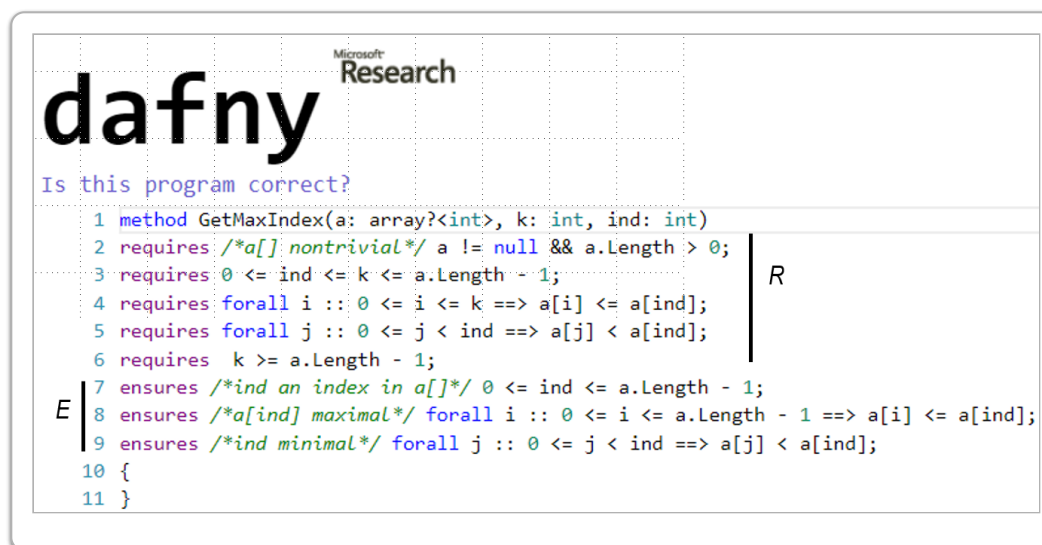 Microsoft
Research
dafny
Is this program correct?
1 method GetMaxIndex(a: array?<int>, k: int, ind: int)
2 requires /*a[] nontrivial*/ a != null && a.Length > 0;
3 requires 0 <= ind <= k <= a.Length - 1;
4 requires forall i :: 0 <= i <= k ==> a[i] <= a[ind];
5 requires forall j :: 0 <= j < ind ==> a[j] < a[ind];
6 requires  k >= a.Length - 1;
R
7 ensures /*ind an index in a[]*/ 0 <= ind <= a.Length - 1;
E
8 ensures /*a[ind] maximal*/ forall i :: 0 <= i <= a.Length - 1 ==> a[i] <= a[ind];
9 ensures /*ind minimal*/ forall j :: 0 <= j < ind ==> a[j] < a[ind];
10 {
11 }